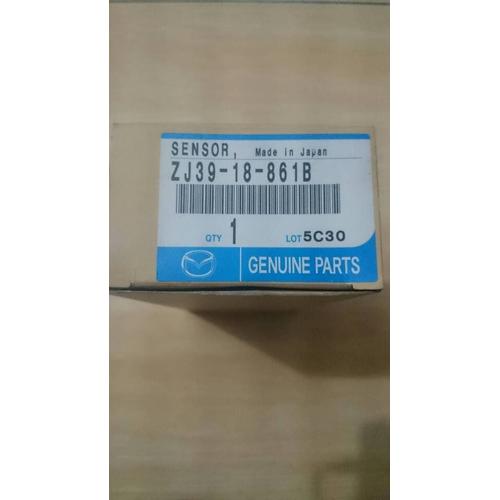 SENSOR, Made in Japan
ZJ39-18-861B
QTY 1 LOT 5C30
GENUINE PARTS